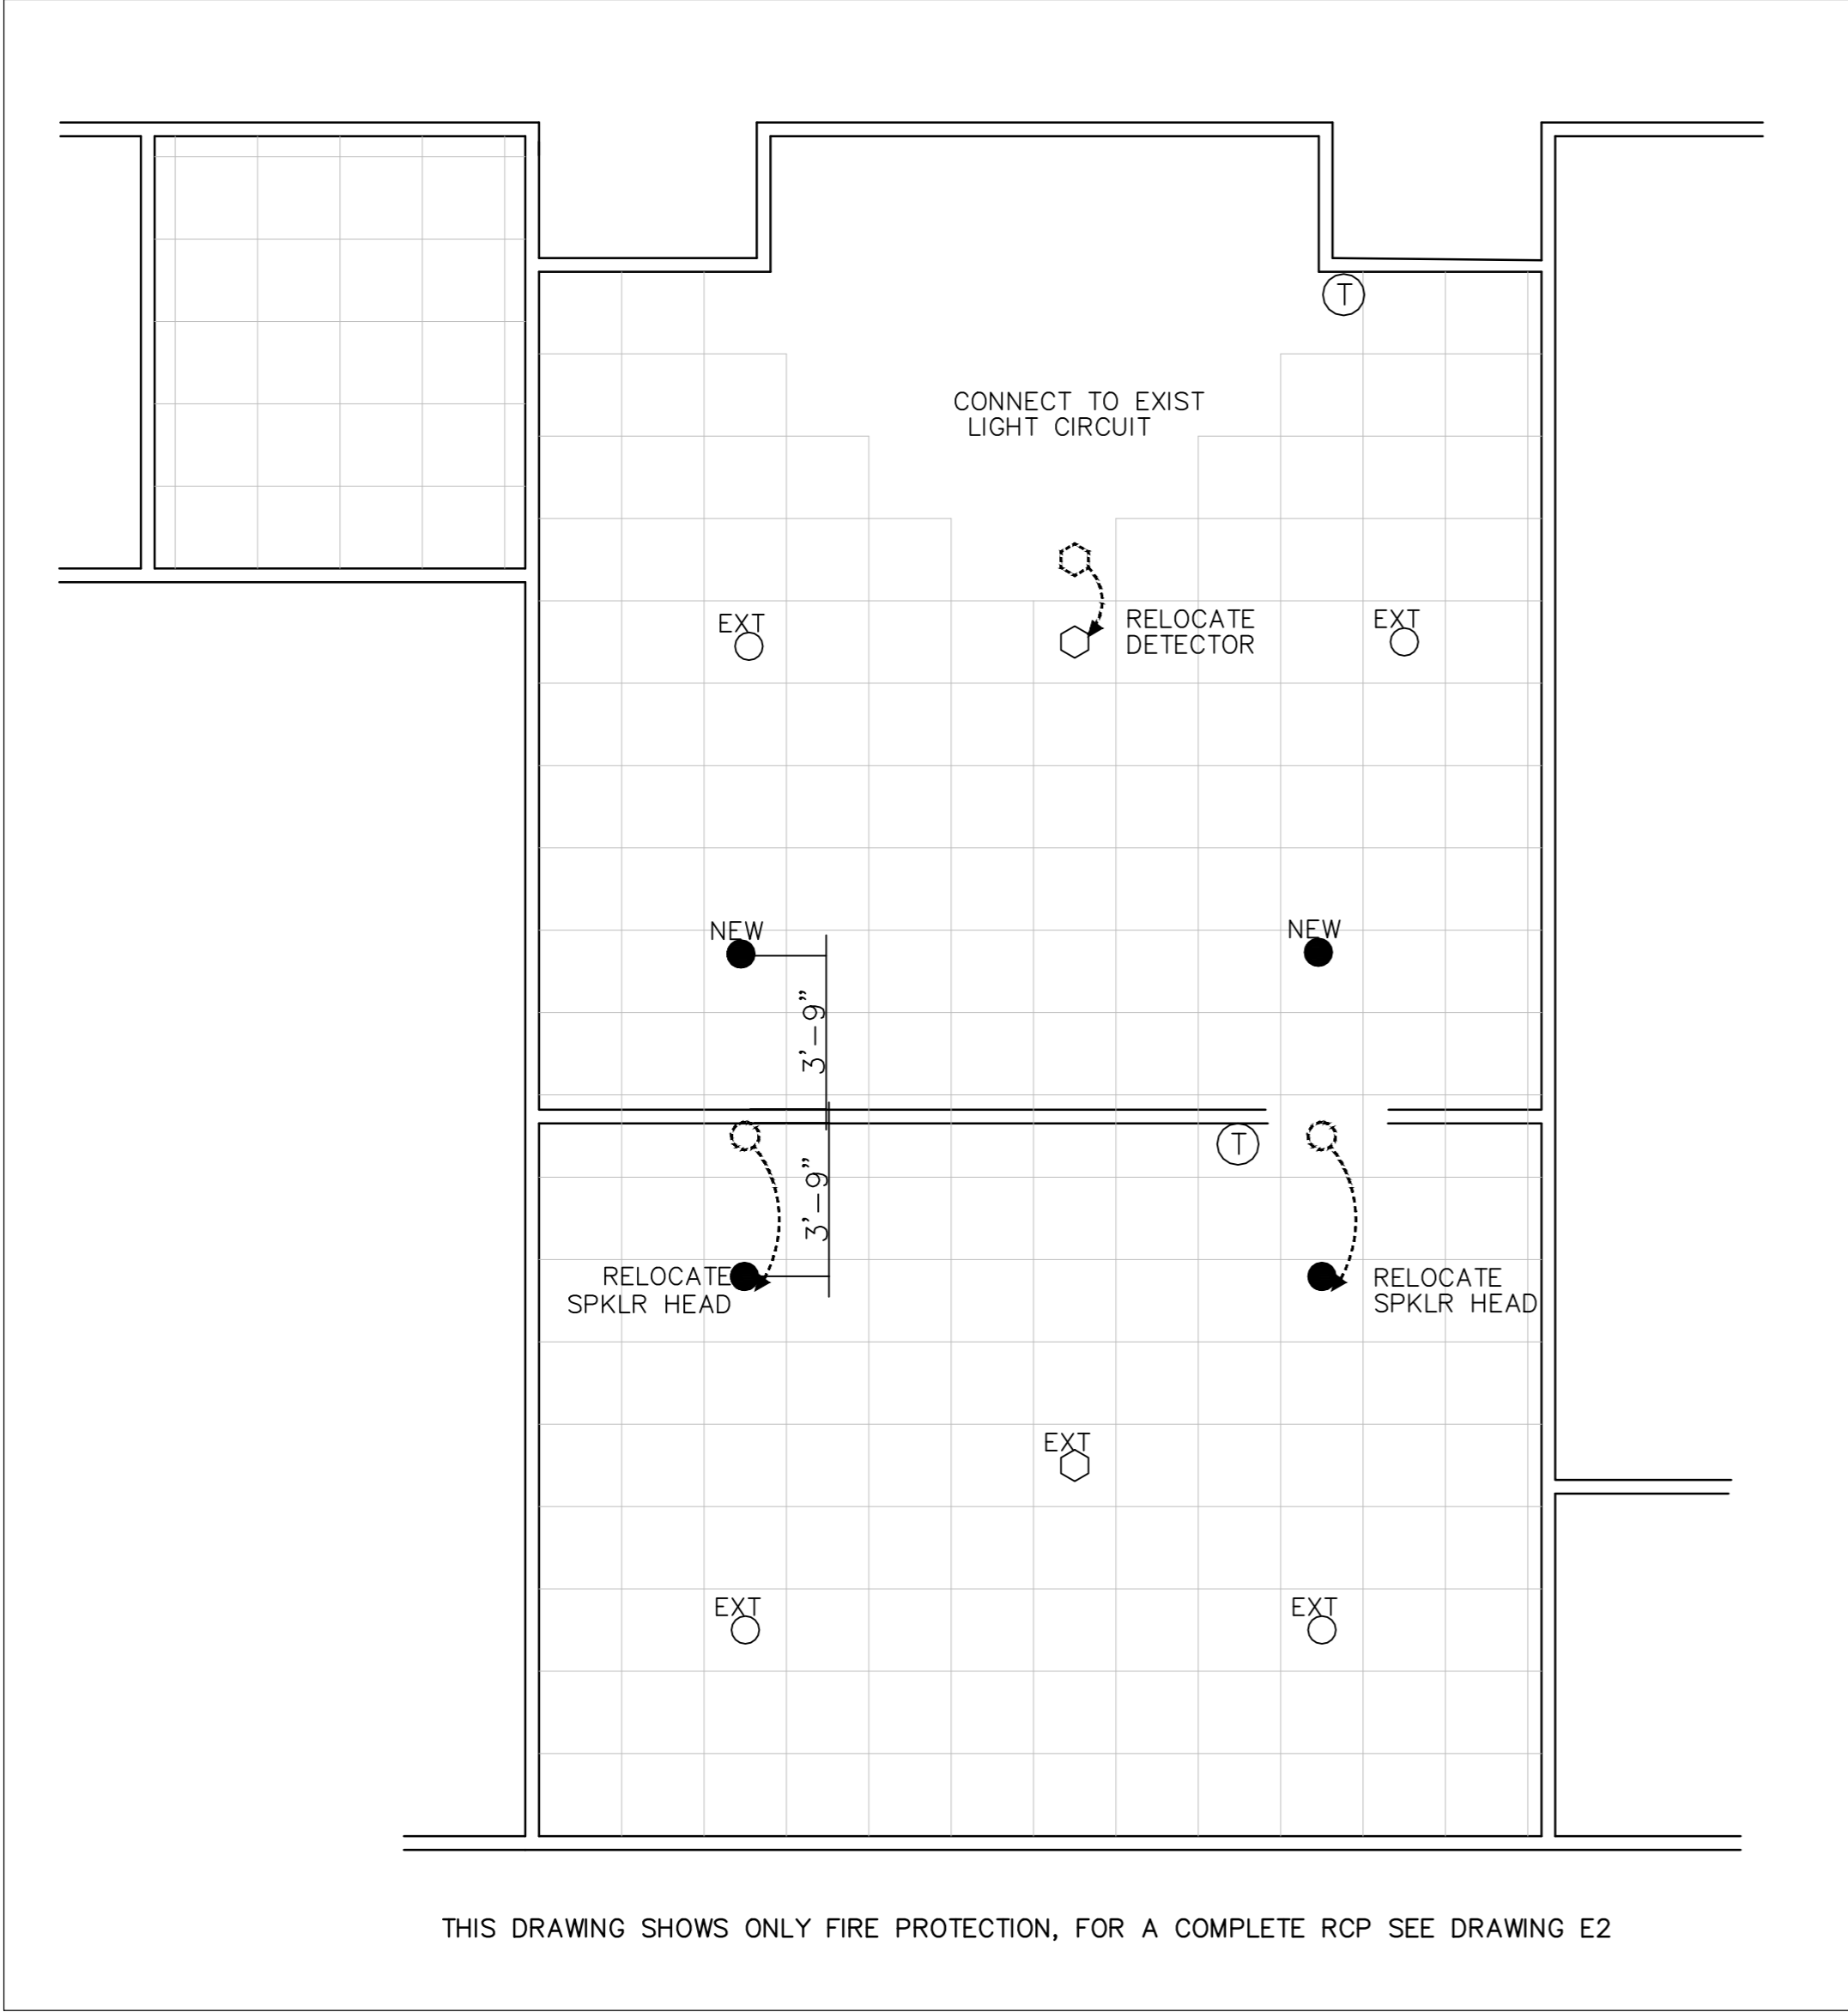 T
CONNECT TO EXIST
LIGHT CIRCUIT
EXT
RELOCATE
DETECTOR
EXT
NEW
NEW
3'-9"
T
3'-9"
RELOCATE
SPKLR HEAD
RELOCATE
SPKLR HEAD
EXT
EXT
EXT
THIS DRAWING SHOWS ONLY FIRE PROTECTION, FOR A COMPLETE RCP SEE DRAWING E2